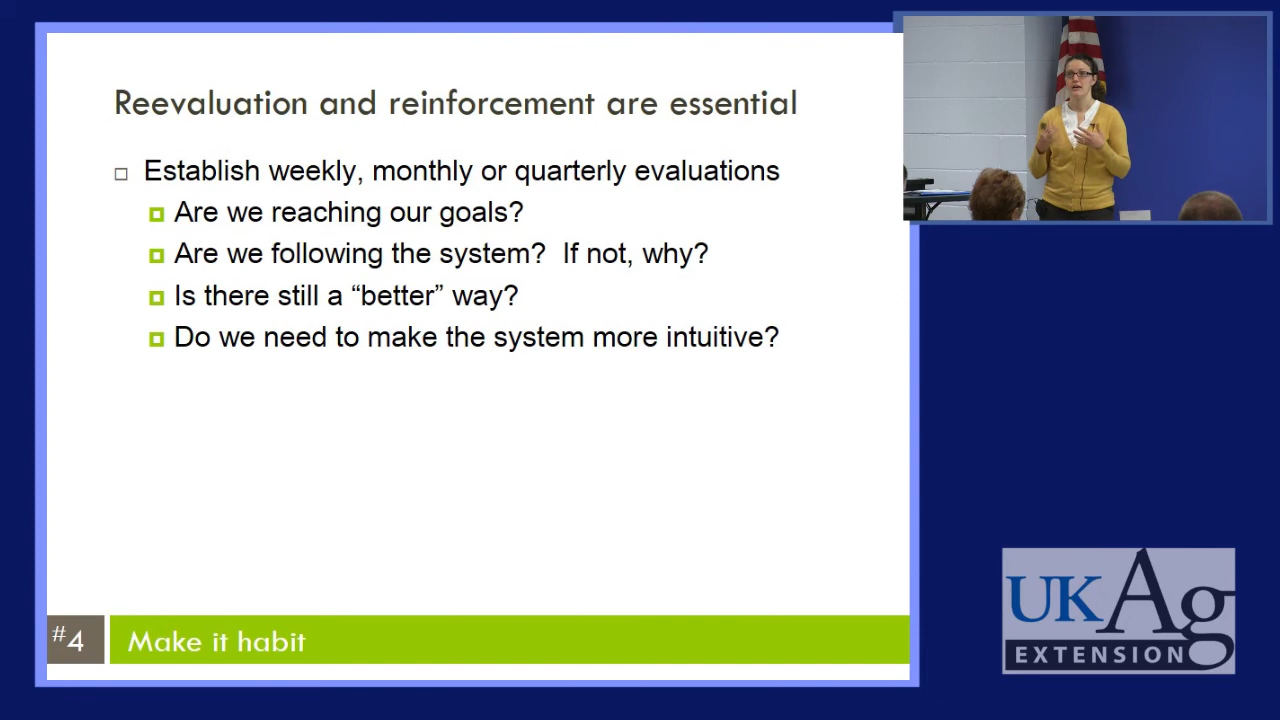 Reevaluation and reinforcement are essential
Establish weekly, monthly or quarterly evaluations
Are we reaching our goals?
Are we following the system?  If not, why?
Is there still a “better” way?
Do we need to make the system more intuitive?
#4
Make it habit
UKAg
EXTENSION